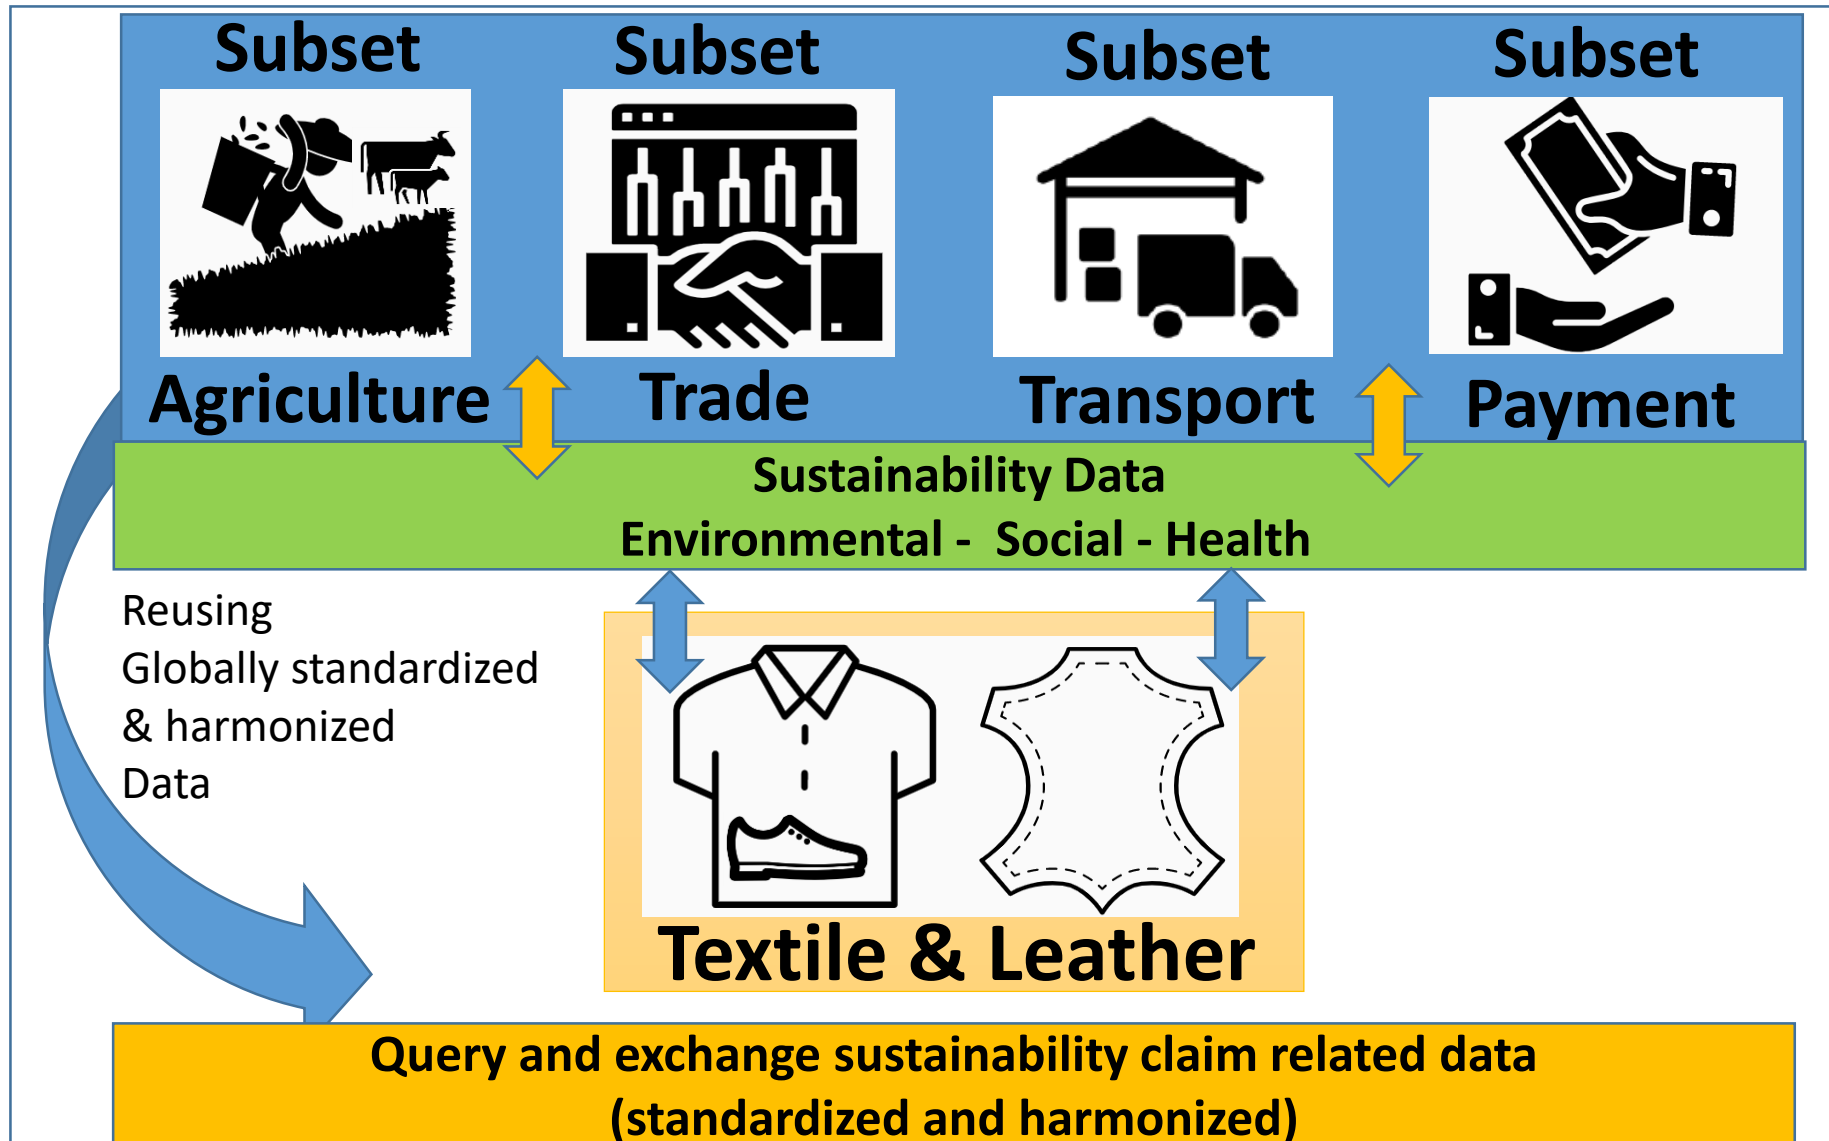 Subset
Subset
Subset
Subset
Agriculture
Trade
Transport
Payment
Sustainability Data
Environmental - Social - Health
Reusing
Globally standardized
& harmonized
Data
Textile & Leather
Query and exchange sustainability claim related data
(standardized and harmonized)